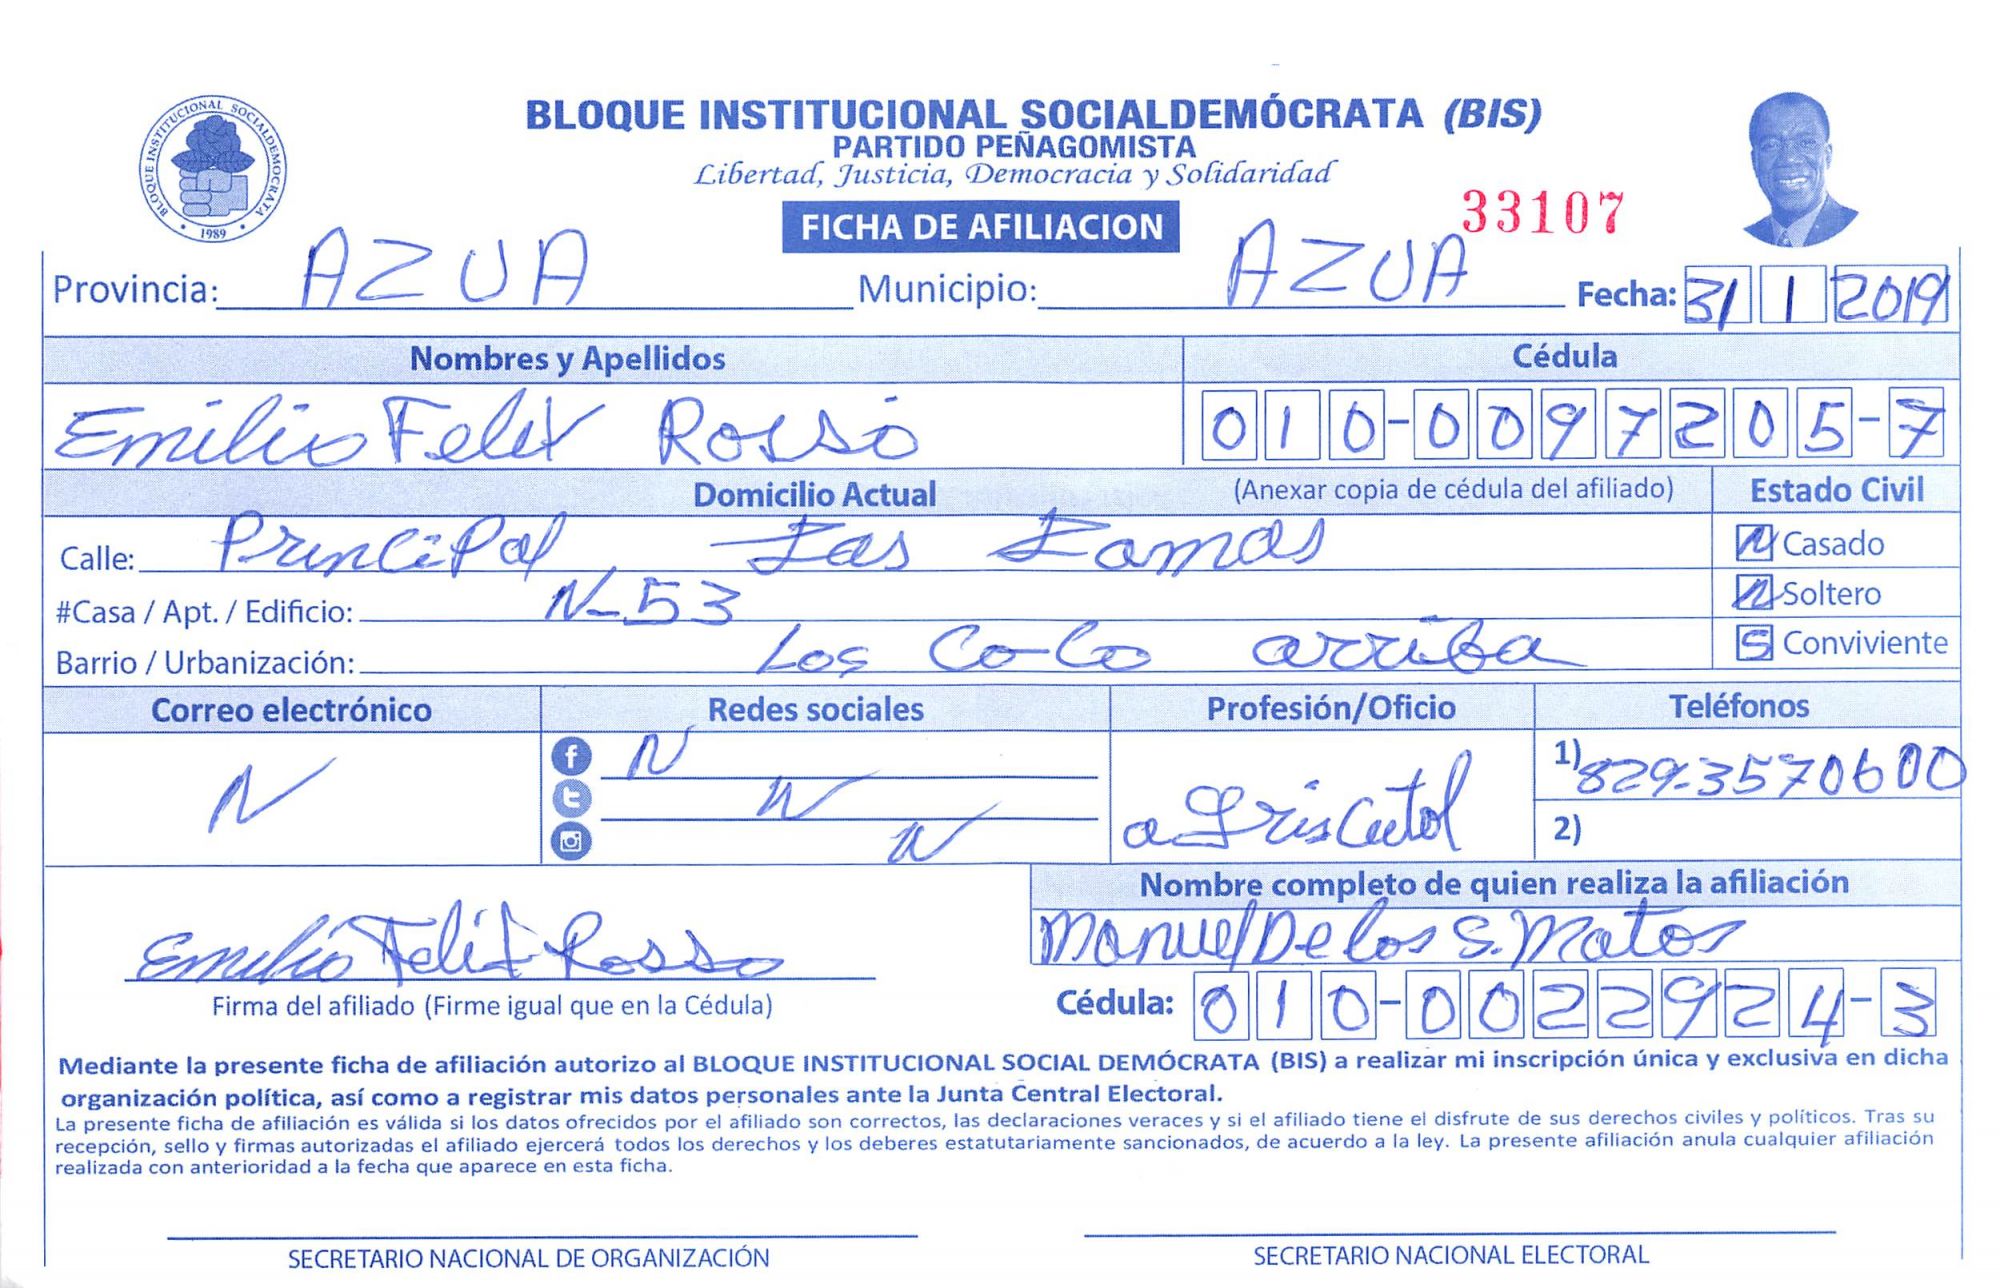 BLOQUE INSTITUCIONAL SOCIALDEMOCRATA
1989
BLOQUE INSTITUCIONAL SOCIALDEMÓCRATA (BIS)
PARTIDO PEÑAGOMISTA
Libertad, Justicia, Democracia y Solidaridad
FICHA DE AFILIACION
33107
Provincia: AZUA Municipio: AZUA Fecha: 31 1 2019
Nombres y Apellidos Cédula
Emilio Felix Rosso 010-0097205-7
Domicilio Actual (Anexar copia de cédula del afiliado) Estado Civil
Calle: Principal Las Lomas N Casado
#Casa / Apt. / Edificio: N-53 N Soltero
Barrio / Urbanización: Los Co-Co arriba S Conviviente
Correo electrónico Redes sociales Profesión/Oficio Teléfonos
N N 1) 829-3570600
N
N 2)
Nombre completo de quien realiza la afiliación
Emilio Felix Rosso Manuel De los S. Matos
Firma del afiliado (Firme igual que en la Cédula) Cédula: 010-0022924-3
Mediante la presente ficha de afiliación autorizo al BLOQUE INSTITUCIONAL SOCIAL DEMÓCRATA (BIS) a realizar mi inscripción única y exclusiva en dicha
organización política, así como a registrar mis datos personales ante la Junta Central Electoral.
La presente ficha de afiliación es válida si los datos ofrecidos por el afiliado son correctos, las declaraciones veraces y si el afiliado tiene el disfrute de sus derechos civiles y políticos. Tras su
recepción, sello y firmas autorizadas el afiliado ejercerá todos los derechos y los deberes estatutariamente sancionados, de acuerdo a la ley. La presente afiliación anula cualquier afiliación
realizada con anterioridad a la fecha que aparece en esta ficha.
SECRETARIO NACIONAL DE ORGANIZACIÓN SECRETARIO NACIONAL ELECTORAL